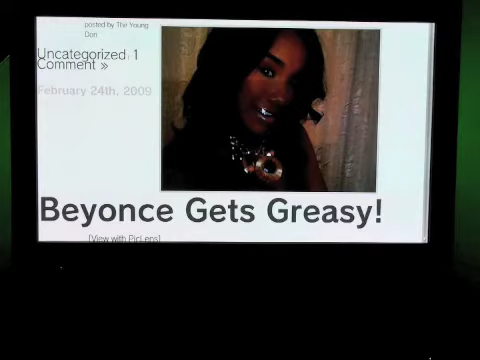 posted by The Young
Don
Uncategorized 1
Comment »
February 24th, 2009
Beyonce Gets Greasy!
[View with PicLens]